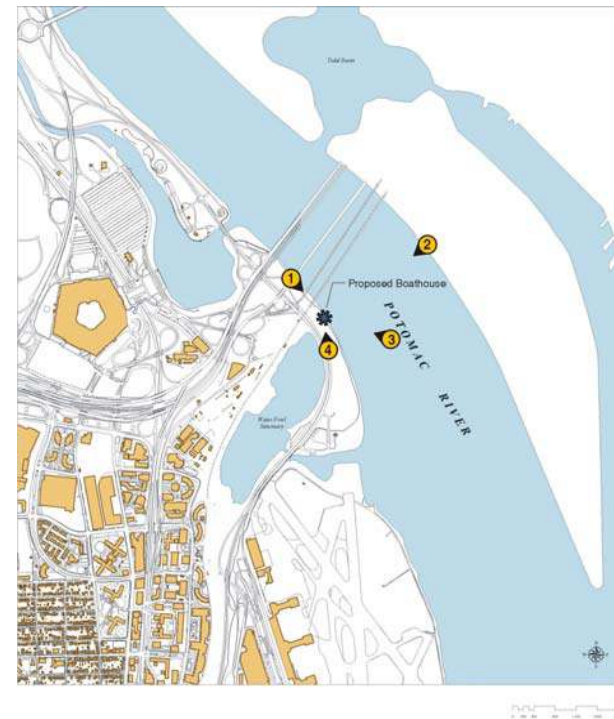 Tidal Basin
2
1
Proposed Boathouse
POTOMAC RIVER
4
3
Water Fowl
Sanctuary